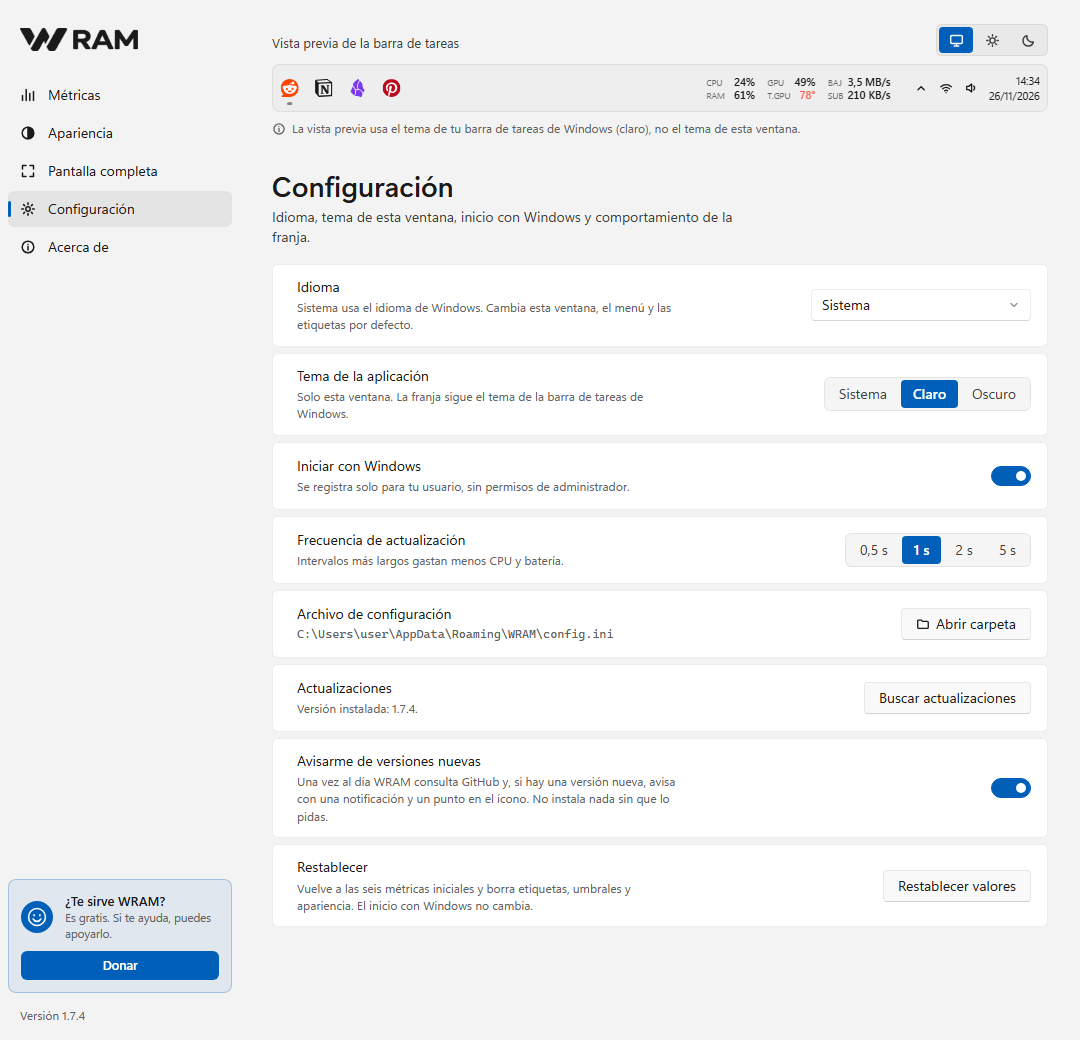 W RAM
Vista previa de la barra de tareas
Métricas
Apariencia
Pantalla completa
Configuración
Acerca de
CPU 24% GPU 49% BAJ 3,5 MB/s
RAM 61% T.GPU 78° SUB 210 KB/s
14:34
26/11/2026
La vista previa usa el tema de tu barra de tareas de Windows (claro), no el tema de esta ventana.
Configuración
Idioma, tema de esta ventana, inicio con Windows y comportamiento de la
franja.
Idioma
Sistema usa el idioma de Windows. Cambia esta ventana, el menú y las
etiquetas por defecto.
Sistema
Tema de la aplicación
Solo esta ventana. La franja sigue el tema de la barra de tareas de
Windows.
Sistema Claro Oscuro
Iniciar con Windows
Se registra solo para tu usuario, sin permisos de administrador.
Frecuencia de actualización
Intervalos más largos gastan menos CPU y batería.
0,5 s 1 s 2 s 5 s
Archivo de configuración
C:\Users\user\AppData\Roaming\WRAM\config.ini
Abrir carpeta
Actualizaciones
Versión instalada: 1.7.4.
Buscar actualizaciones
Avisarme de versiones nuevas
Una vez al día WRAM consulta GitHub y, si hay una versión nueva, avisa
con una notificación y un punto en el ícono. No instala nada sin que lo
pidas.
Restablecer
Vuelve a las seis métricas iniciales y borra etiquetas, umbrales y
apariencia. El inicio con Windows no cambia.
Restablecer valores
¿Te sirve WRAM?
Es gratis. Si te ayuda, puedes
apoyarlo.
Donar
Versión 1.7.4